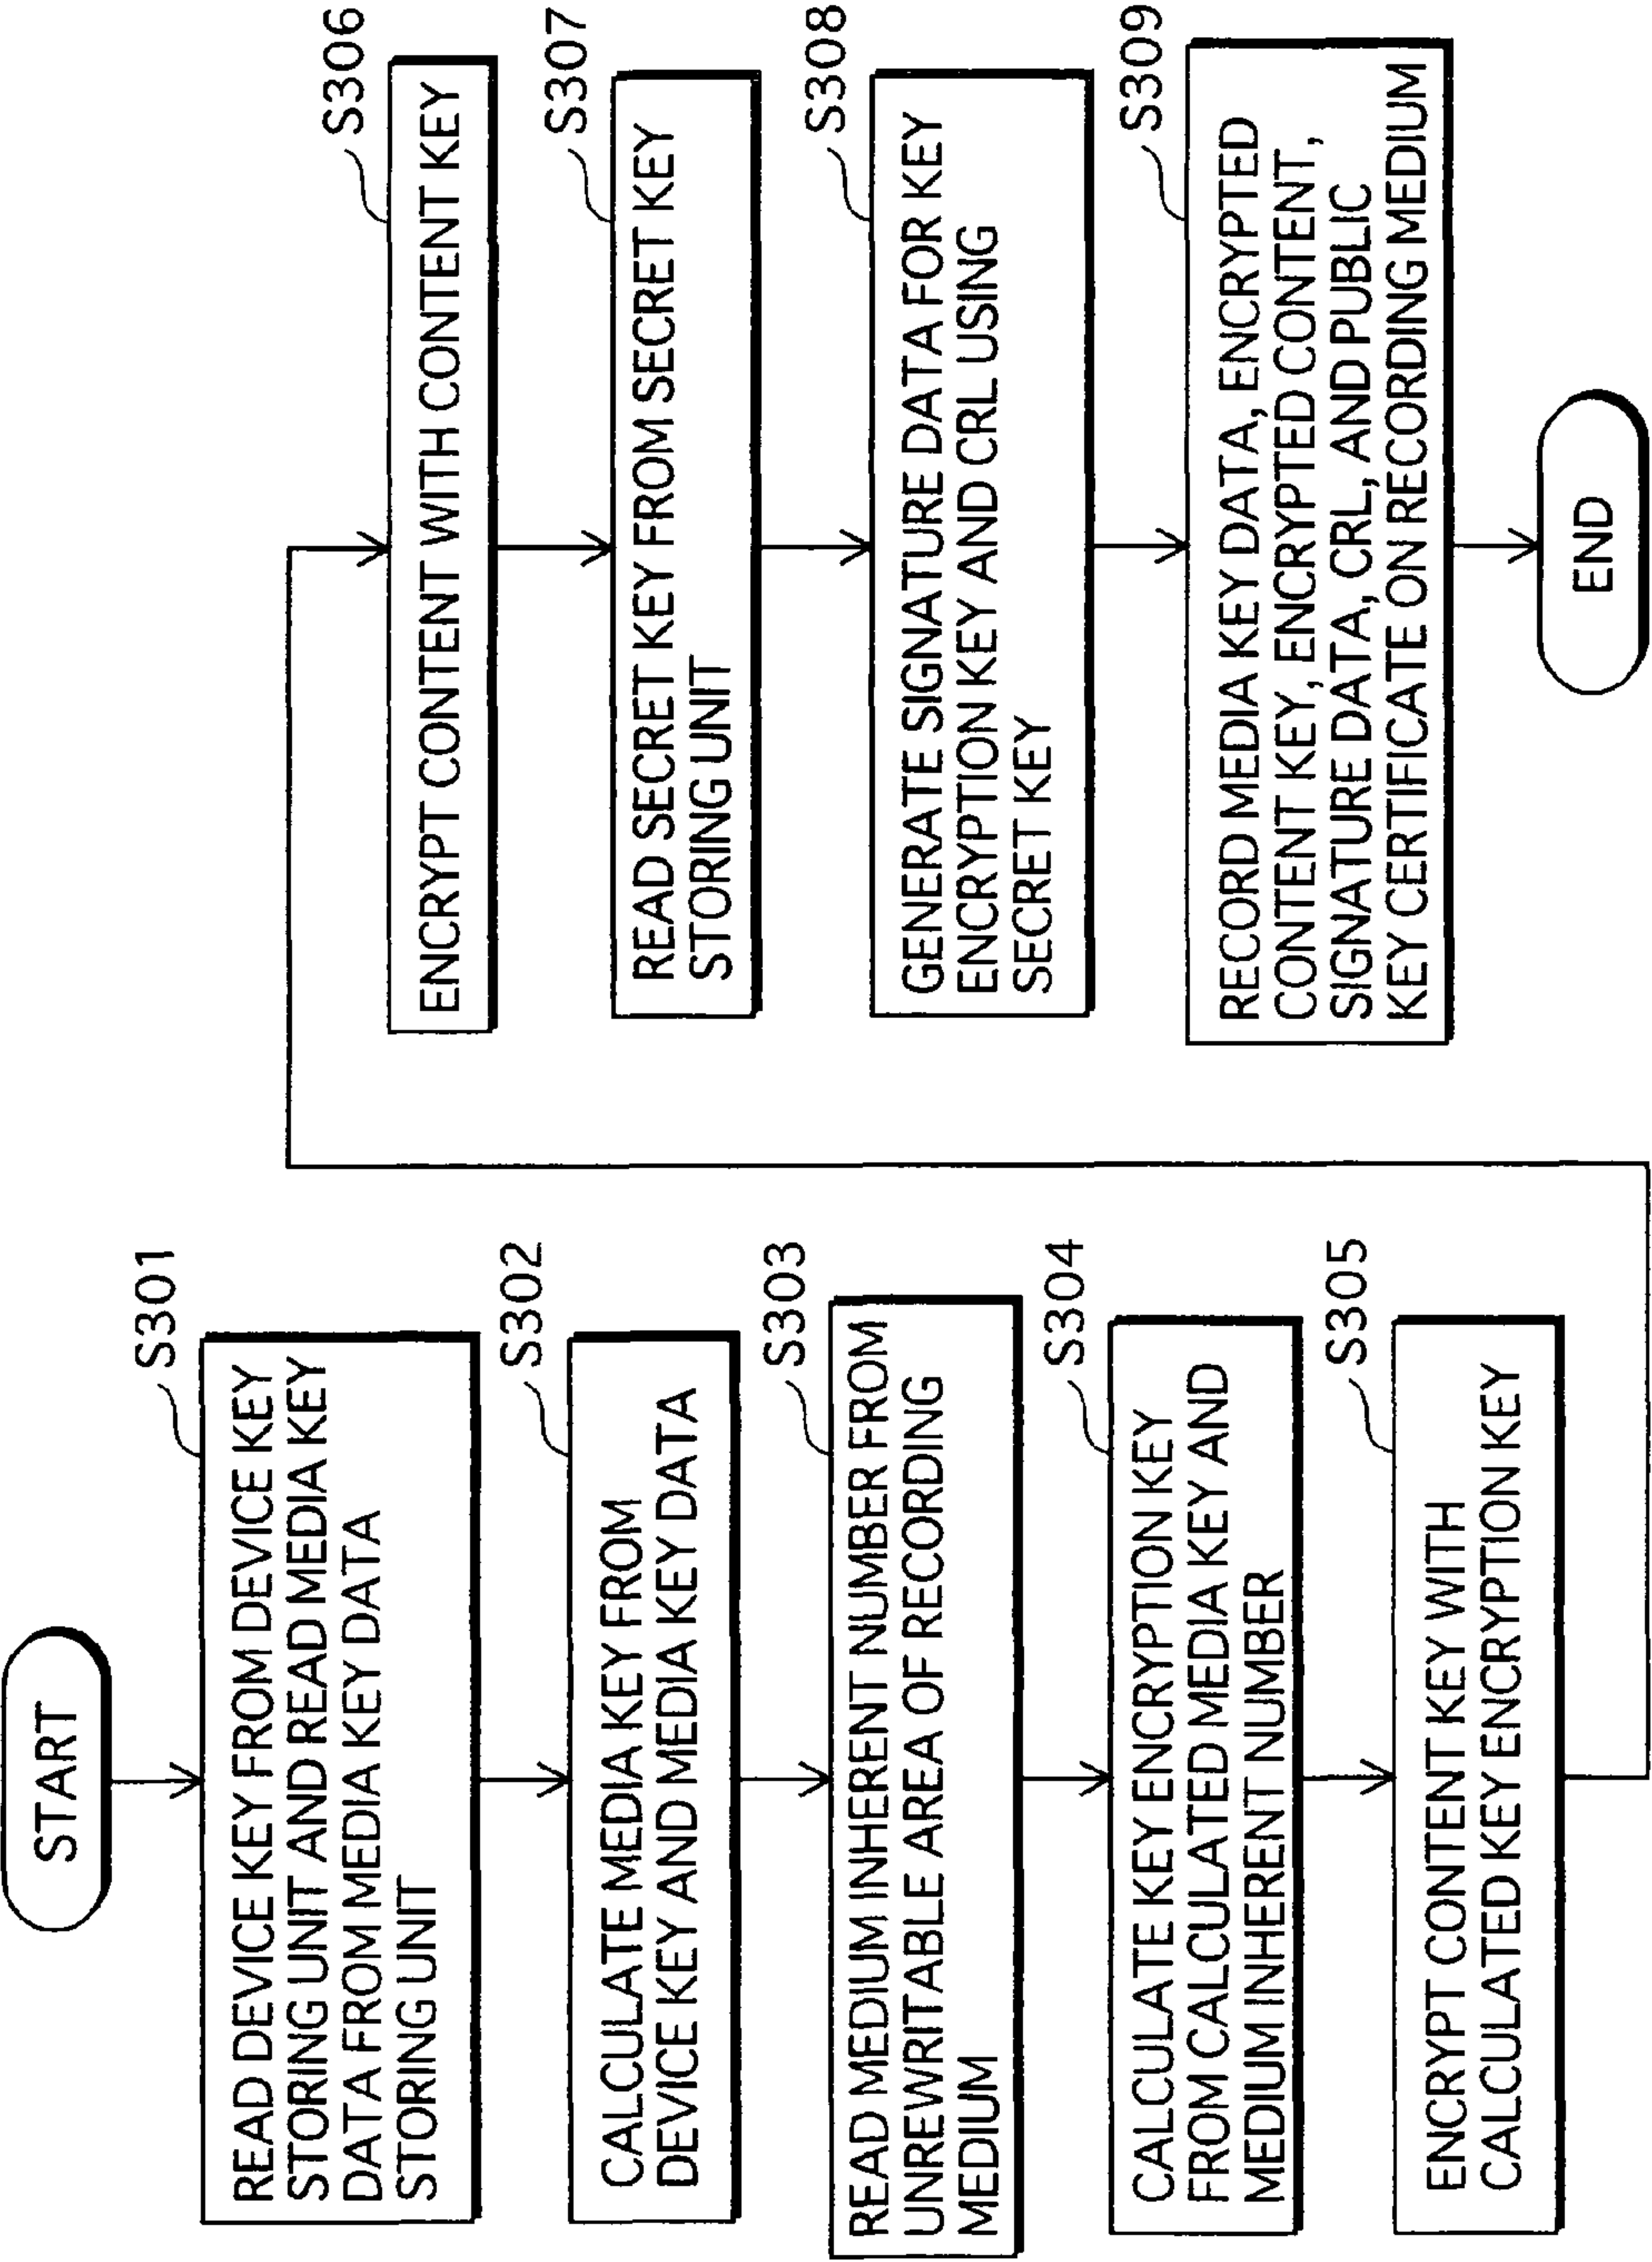 START
S301
READ DEVICE KEY FROM DEVICE KEY
STORING UNIT AND READ MEDIA KEY
DATA FROM MEDIA KEY DATA
STORING UNIT
S302
CALCULATE MEDIA KEY FROM
DEVICE KEY AND MEDIA KEY DATA
S303
READ MEDIUM INHERENT NUMBER FROM
UNREWRITABLE AREA OF RECORDING
MEDIUM
S304
CALCULATE KEY ENCRYPTION KEY
FROM CALCULATED MEDIA KEY AND
MEDIUM INHERENT NUMBER
S305
ENCRYPT CONTENT KEY WITH
CALCULATED KEY ENCRYPTION KEY
S306
ENCRYPT CONTENT WITH CONTENT KEY
S307
READ SECRET KEY FROM SECRET KEY
STORING UNIT
S308
GENERATE SIGNATURE DATA FOR KEY
ENCRYPTION KEY AND CRL USING
SECRET KEY
S309
RECORD MEDIA KEY DATA, ENCRYPTED
CONTENT KEY, ENCRYPTED CONTENT,
SIGNATURE DATA, CRL, AND PUBLIC
KEY CERTIFICATE ON RECORDING MEDIUM
END